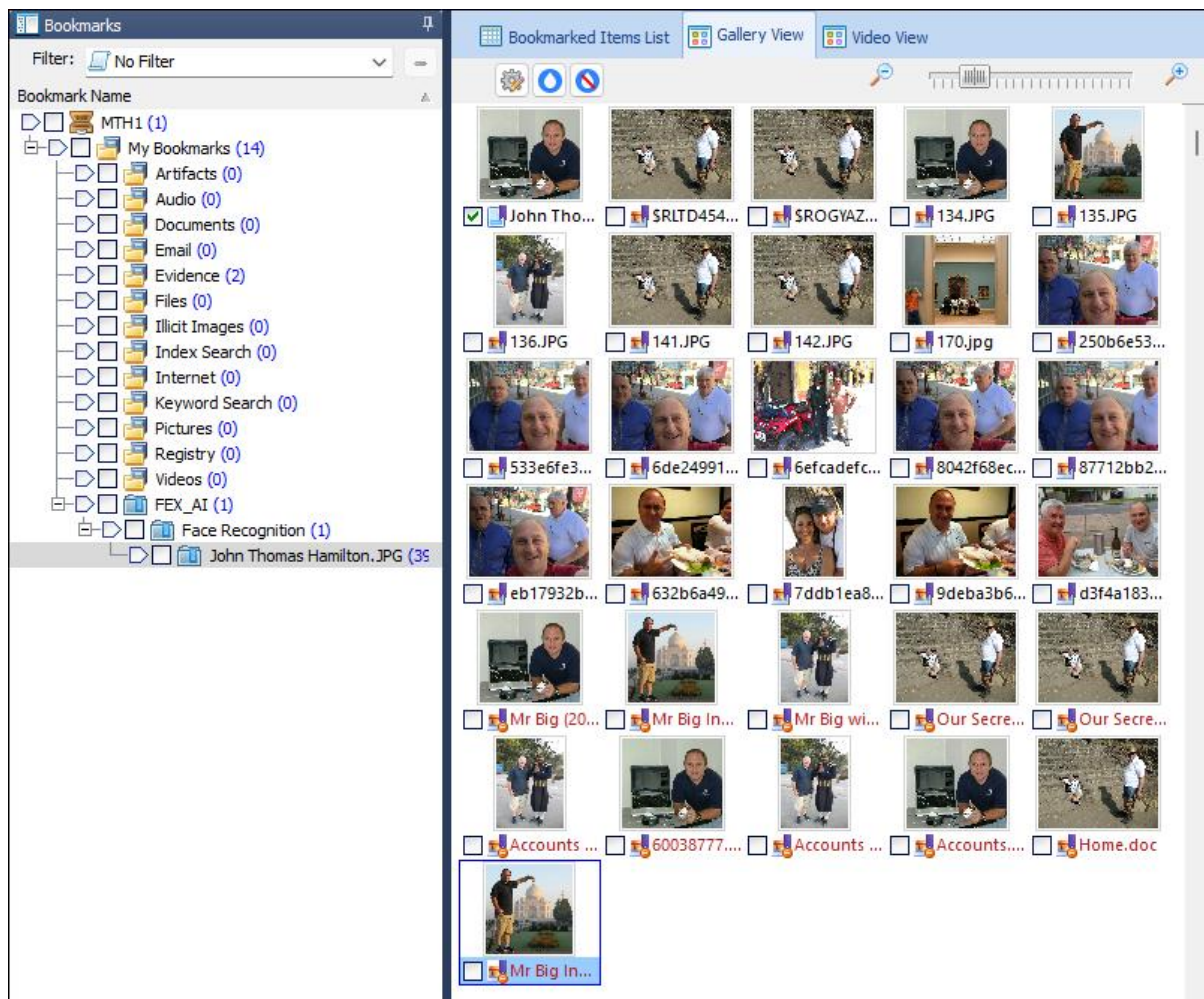 Bookmarks
Filter: No Filter
Bookmark Name
MTH1 (1)
My Bookmarks (14)
Artifacts (0)
Audio (0)
Documents (0)
Email (0)
Evidence (2)
Files (0)
Illicit Images (0)
Index Search (0)
Internet (0)
Keyword Search (0)
Pictures (0)
Registry (0)
Videos (0)
FEX_AI (1)
Face Recognition (1)
John Thomas Hamilton.JPG (39
Bookmarked Items List Gallery View Video View
John Tho... $RLTD454... $ROGYAZ... 134.JPG 135.JPG
136.JPG 141.JPG 142.JPG 170.jpg 250b6e53...
533e6fe3... 6de24991... 6efcadefc... 8042f68ec... 87712bb2...
eb17932b... 632b6a49... 7ddb1ea8... 9deba3b6... d3f4a183...
Mr Big (20... Mr Big In... Mr Big wi... Our Secre... Our Secre...
Accounts ... 60038777.... Accounts ... Accounts.... Home.doc
Mr Big In...